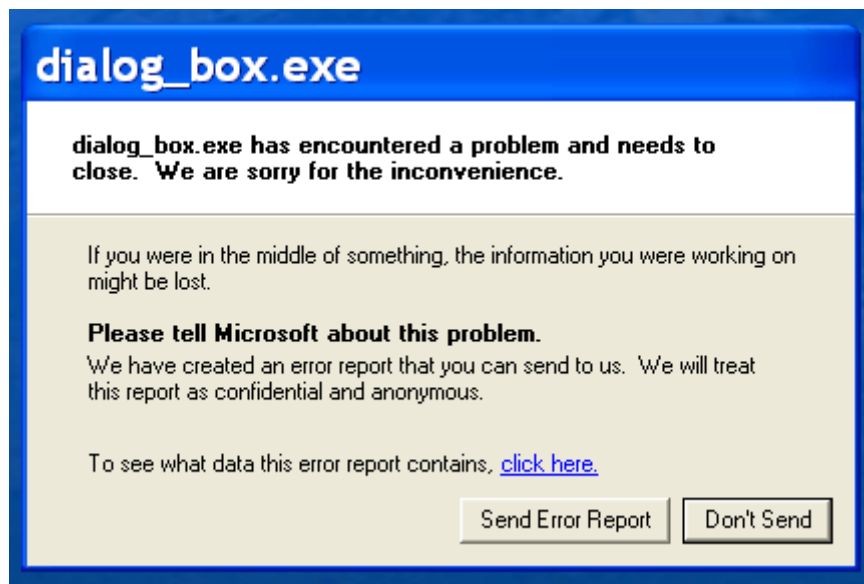 dialog_box.exe
dialog_box.exe has encountered a problem and needs to
close.  We are sorry for the inconvenience.
If you were in the middle of something, the information you were working on
might be lost.
Please tell Microsoft about this problem.
We have created an error report that you can send to us.  We will treat
this report as confidential and anonymous.
To see what data this error report contains, click here.
Send Error Report
Don't Send